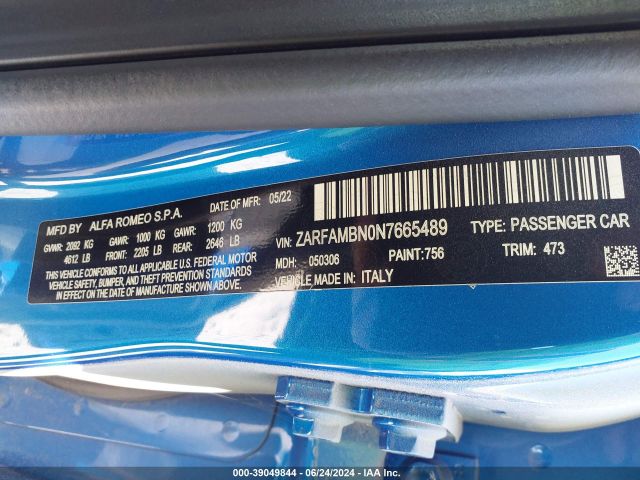 MFD BY ALFA ROMEO S.P.A. DATE OF MFR: 05/22
GVWR: 2092 KG GAWR: 1000 KG GAWR: 1200 KG
4612 LB FRONT: 2205 LB REAR: 2646 LB
THIS VEHICLE CONFORMS TO ALL APPLICABLE U.S. FEDERAL MOTOR
VEHICLE SAFETY, BUMPER, AND THEFT PREVENTION STANDARDS
IN EFFECT ON THE DATE OF MANUFACTURE SHOWN ABOVE.
VIN: ZARFAMBN0N7665489 TYPE: PASSENGER CAR
MDH: 050306 PAINT:756 TRIM: 473
VEHICLE MADE IN: ITALY
000-39049844 - 06/24/2024 - IAA Inc.